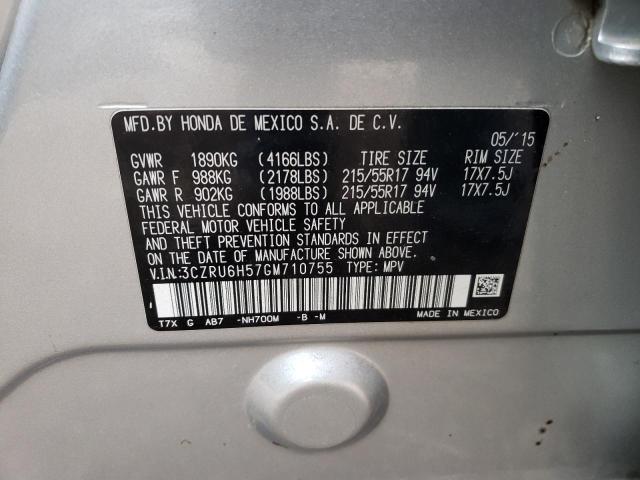 MFD.BY HONDA DE MEXICO S.A. DE C.V.
05/'15
GVWR 1890KG (4166LBS) TIRE SIZE RIM SIZE
GAWR F 988KG (2178LBS) 215/55R17 94V 17X7.5J
GAWR R 902KG (1988LBS) 215/55R17 94V 17X7.5J
THIS VEHICLE CONFORMS TO ALL APPLICABLE
FEDERAL MOTOR VEHICLE SAFETY
AND THEFT PREVENTION STANDARDS IN EFFECT
ON THE DATE OF MANUFACTURE SHOWN ABOVE.
V.I.N.:3CZRU6H57GM710755 TYPE: MPV
T7X G AB7 -NH700M -B -M
MADE IN MEXICO